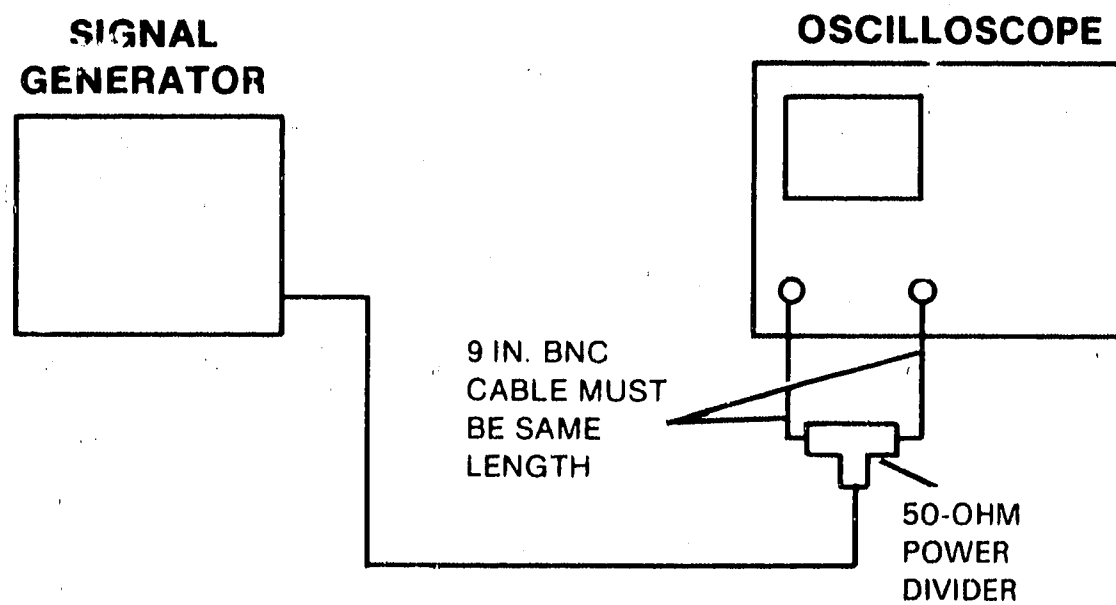 SIGNAL
GENERATOR
OSCILLOSCOPE
9 IN. BNC
CABLE MUST
BE SAME
LENGTH
50-OHM
POWER
DIVIDER